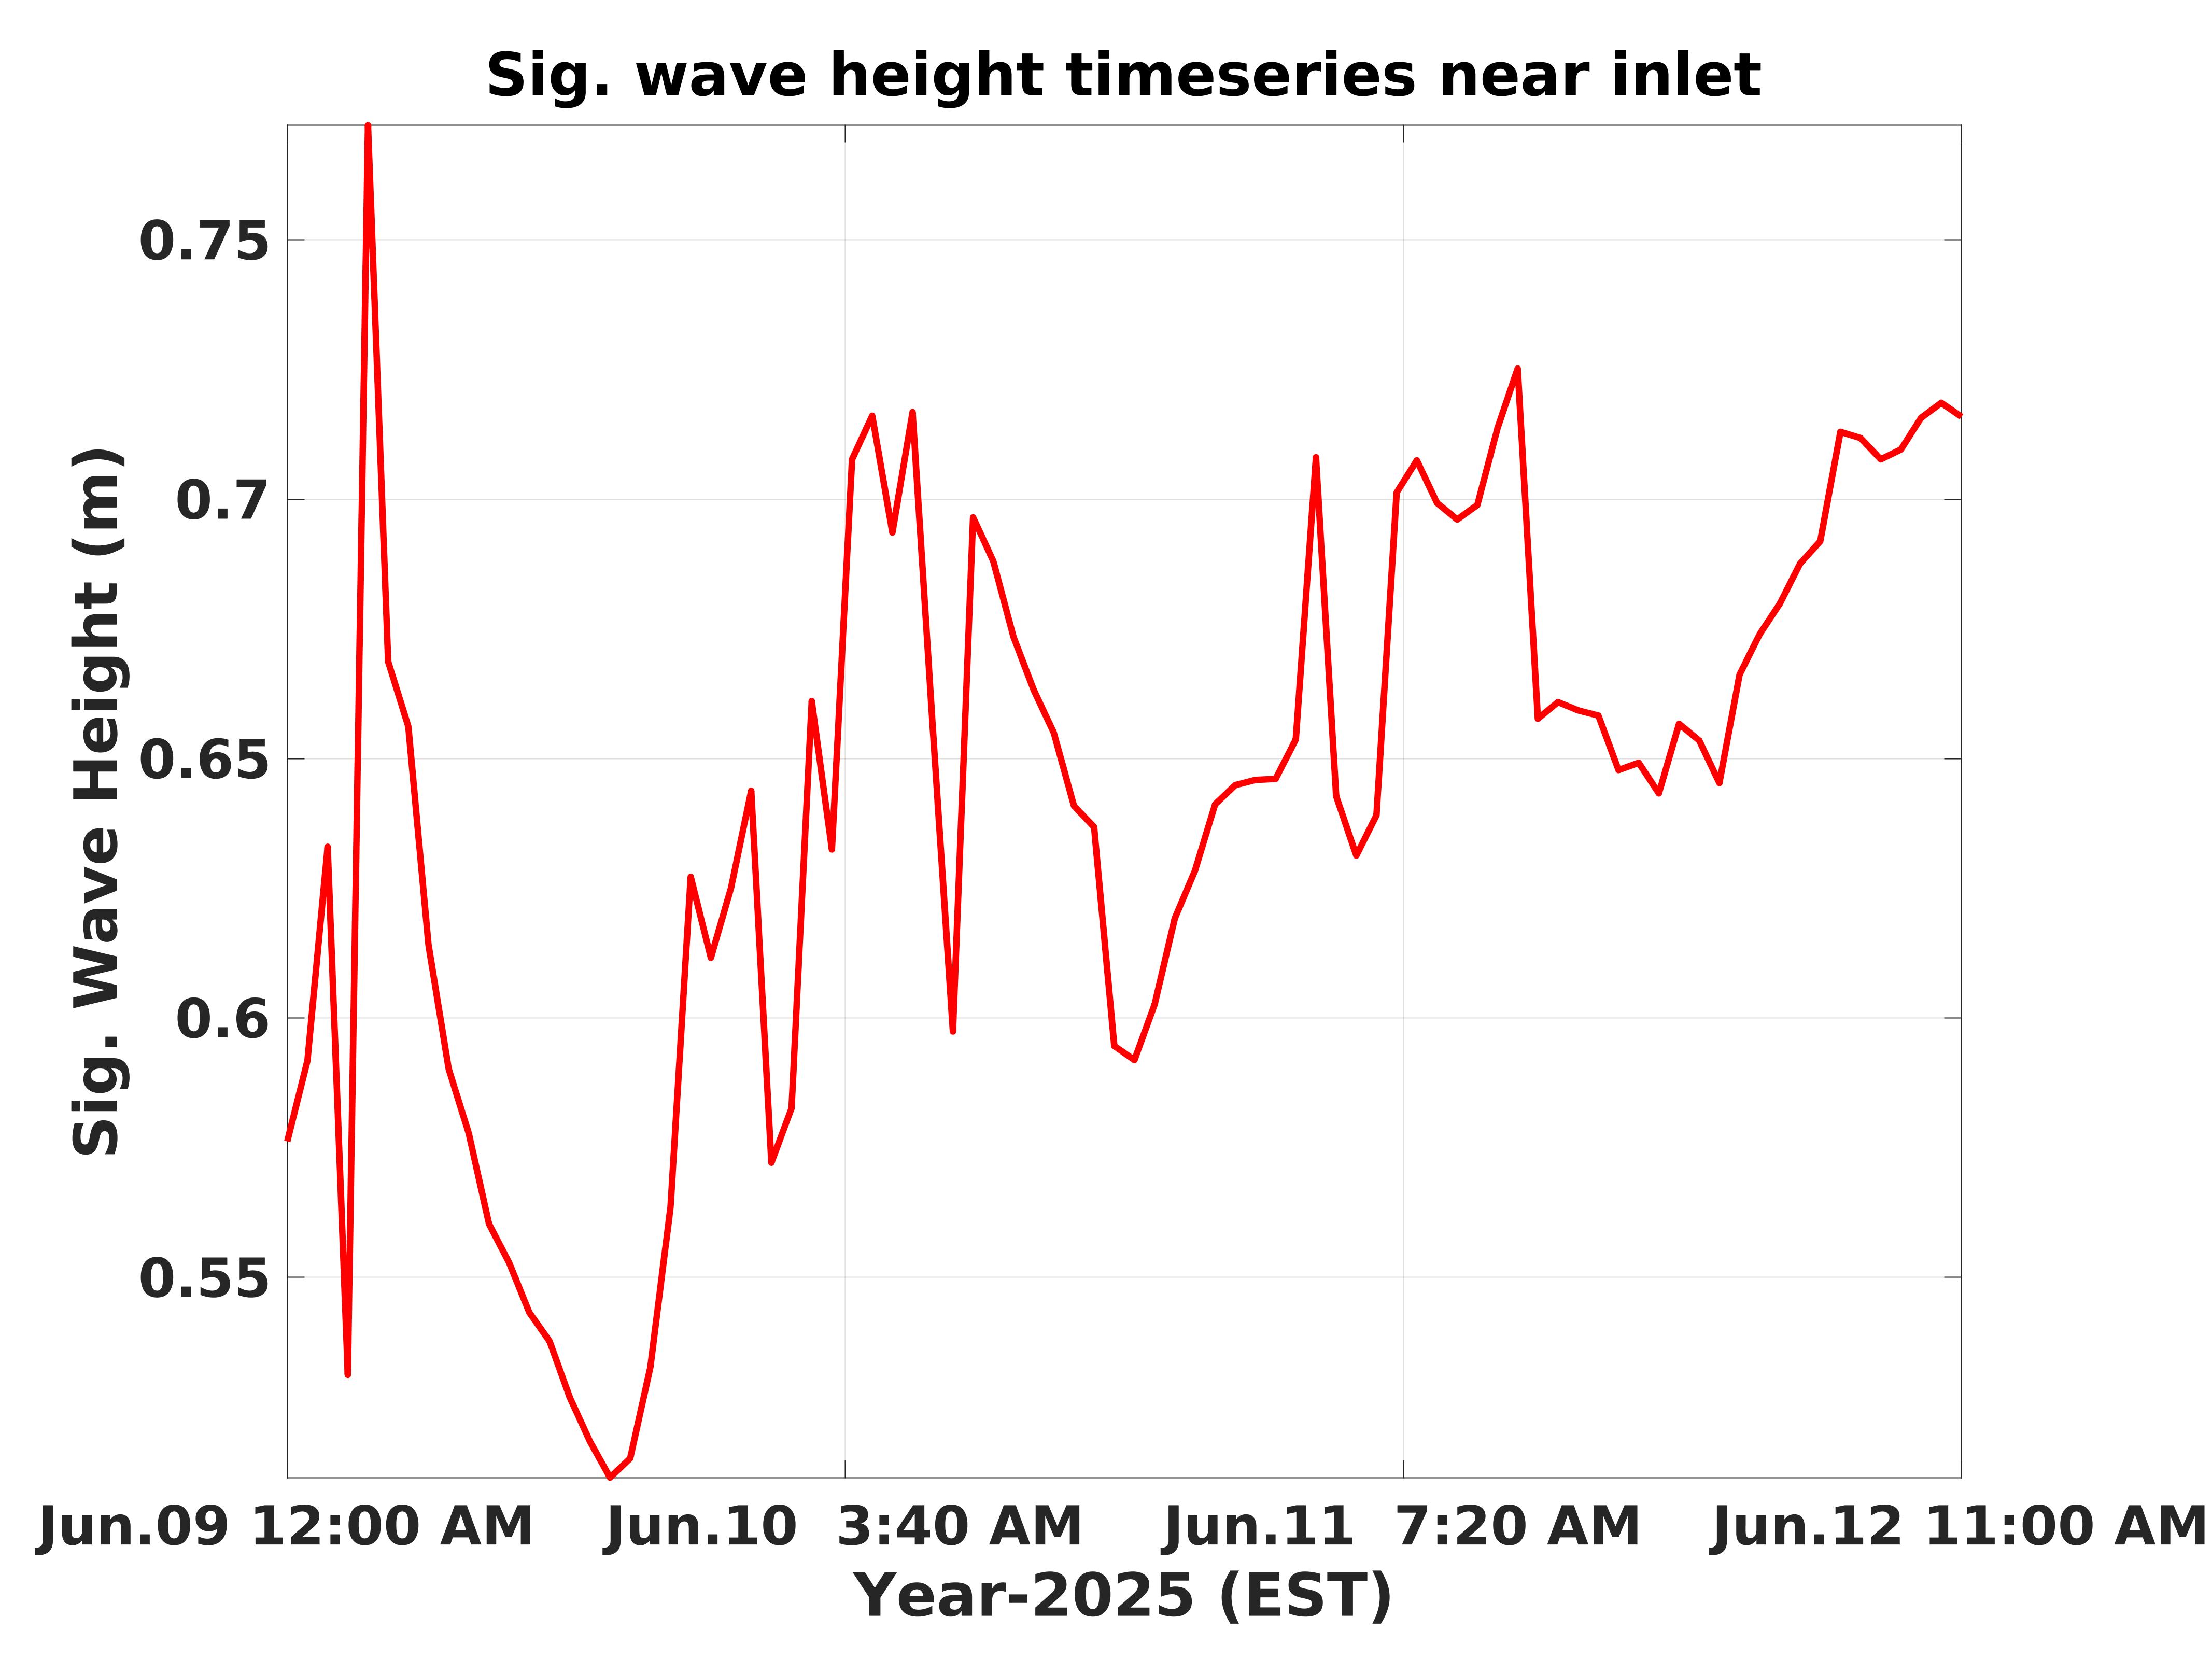 Sig. wave height timeseries near inlet
Sig. Wave Height (m)
0.75
0.7
0.65
0.6
0.55
Jun.09 12:00 AM Jun.10 3:40 AM Jun.11 7:20 AM Jun.12 11:00 AM
Year-2025 (EST)